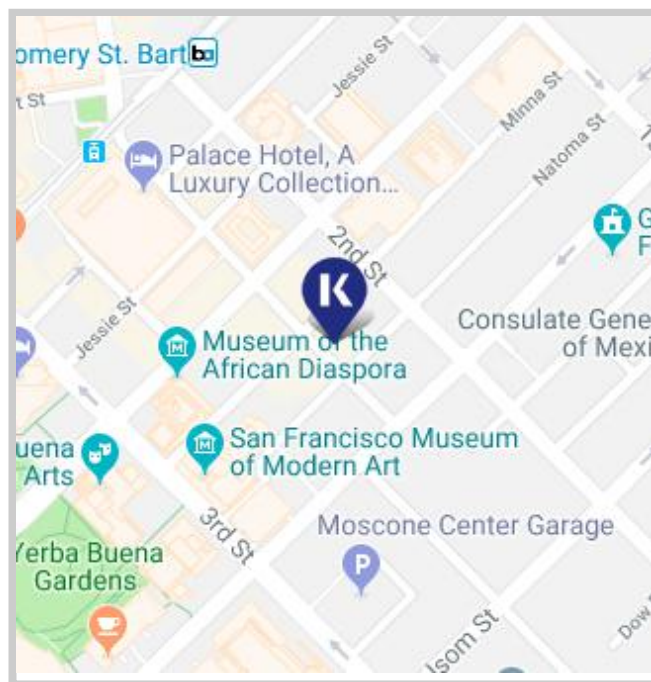 omery St. Bart
ba
t St
Jessie St
Minna St
Natoma St
Palace Hotel, A
Luxury Collection...
2nd St
G
F
K
Jessie St
Museum of the
African Diaspora
Consulate Gene
of Mexi
uena
Arts
San Francisco Museum
of Modern Art
3rd St
Moscone Center Garage
P
Yerba Buena
Gardens
lsom St
Dow